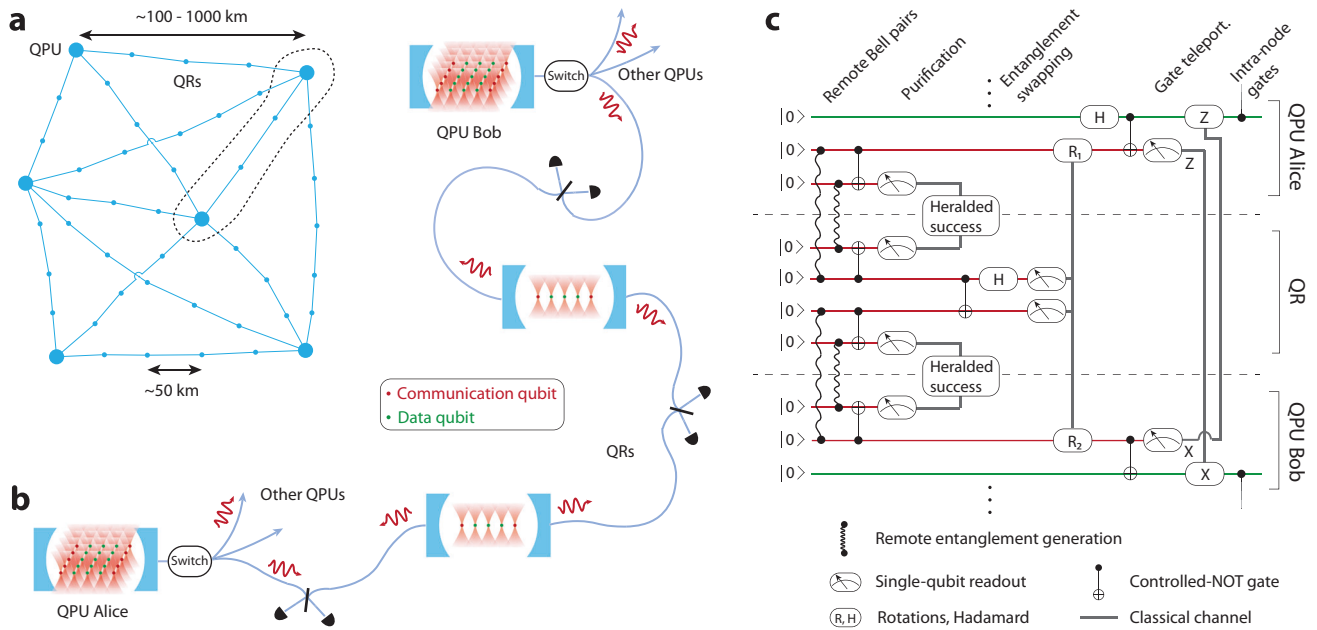 a
~100 - 1000 km
QPU
QRs
~50 km
QPU Bob
Switch
Other QPUs
• Communication qubit
• Data qubit
QRs
b
Other QPUs
Switch
QPU Alice
c
Remote Bell pairs
Purification
Entanglement
swapping
Gate teleport.
Intra-node
gates
|0〉
H
Z
|0〉
R1
Z
|0〉
Heralded
success
QPU Alice
|0〉
|0〉
H
|0〉
|0〉
Heralded
success
QR
|0〉
|0〉
R2
X
|0〉
X
QPU Bob
Remote entanglement generation
Single-qubit readout
Controlled-NOT gate
R, H
Rotations, Hadamard
Classical channel